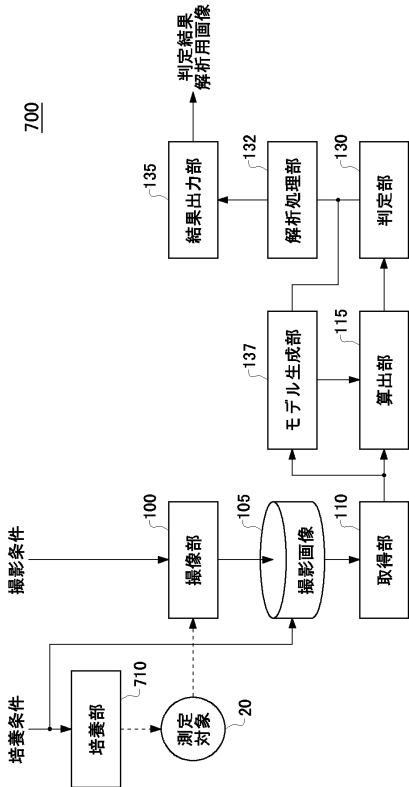 700
培養条件
撮影条件
培養部
710
測定
対象
20
撮像部
100
撮影画像
105
取得部
110
モデル生成部
137
算出部
115
結果出力部
135
解析処理部
132
判定部
130
判定結果
解析用画像